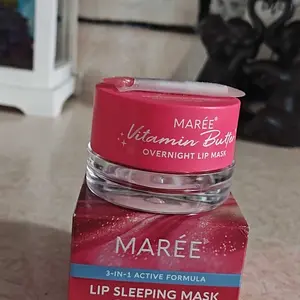 MARÉE®
Vitamin Butter
OVERNIGHT LIP MASK
MARÉE®
3-IN-1 ACTIVE FORMULA
LIP SLEEPING MASK